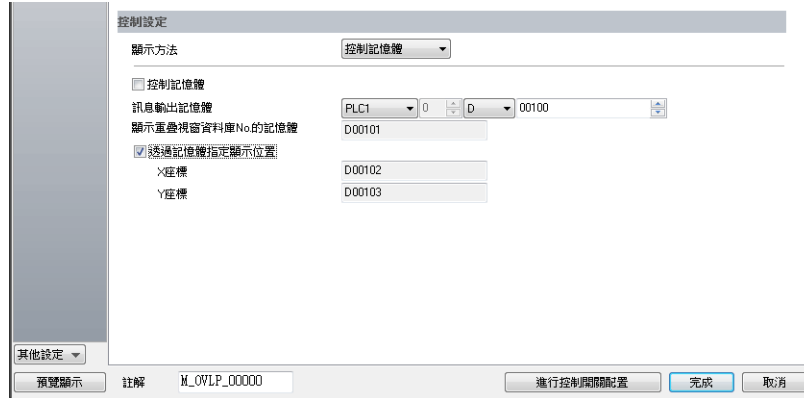 控制設定
顯示方法 控制記憶體
控制記憶體
訊息輸出記憶體 PLC1 0 D 00100
顯示重疊視窗資料庫No.的記憶體 D00101
透過記憶體指定顯示位置
X座標 D00102
Y座標 D00103
其他設定
預覽顯示 註解 M_OVLP_00000 進行控制開關配置 完成 取消